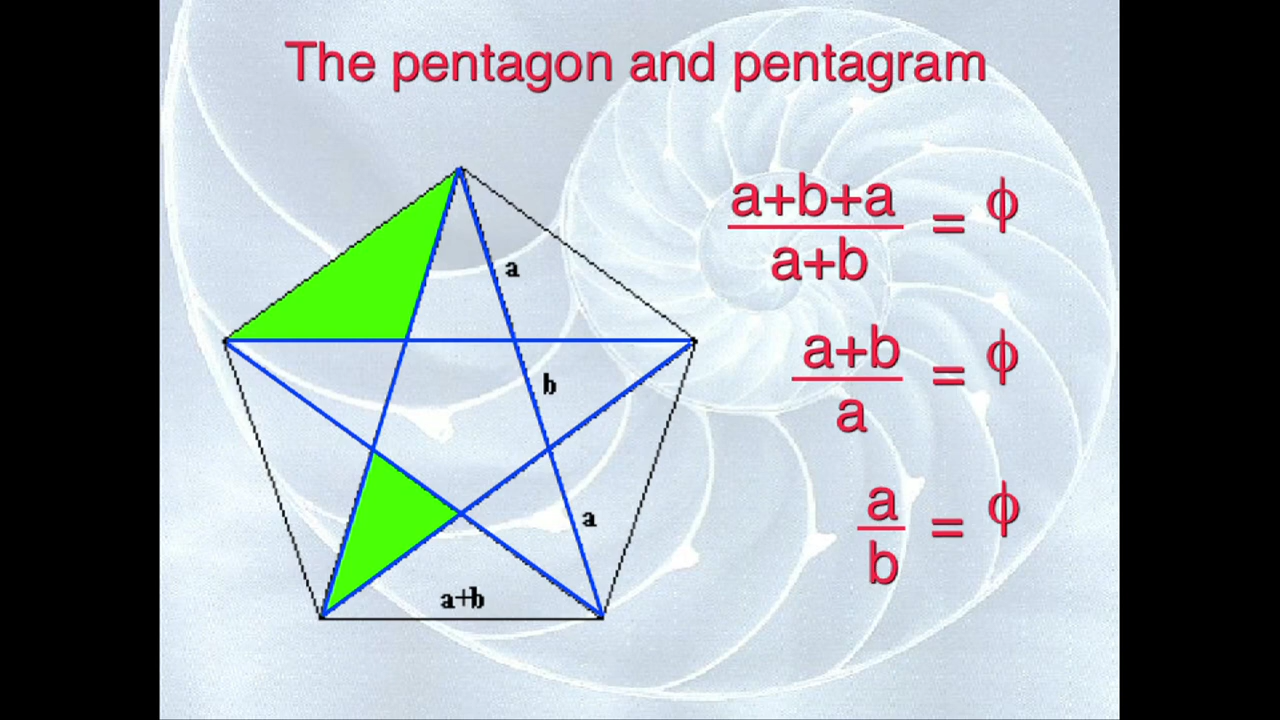 The pentagon and pentagram
a
b
a
a+b
a+b+a
a+b
= ϕ
a+b
a
= ϕ
a
b
= ϕ